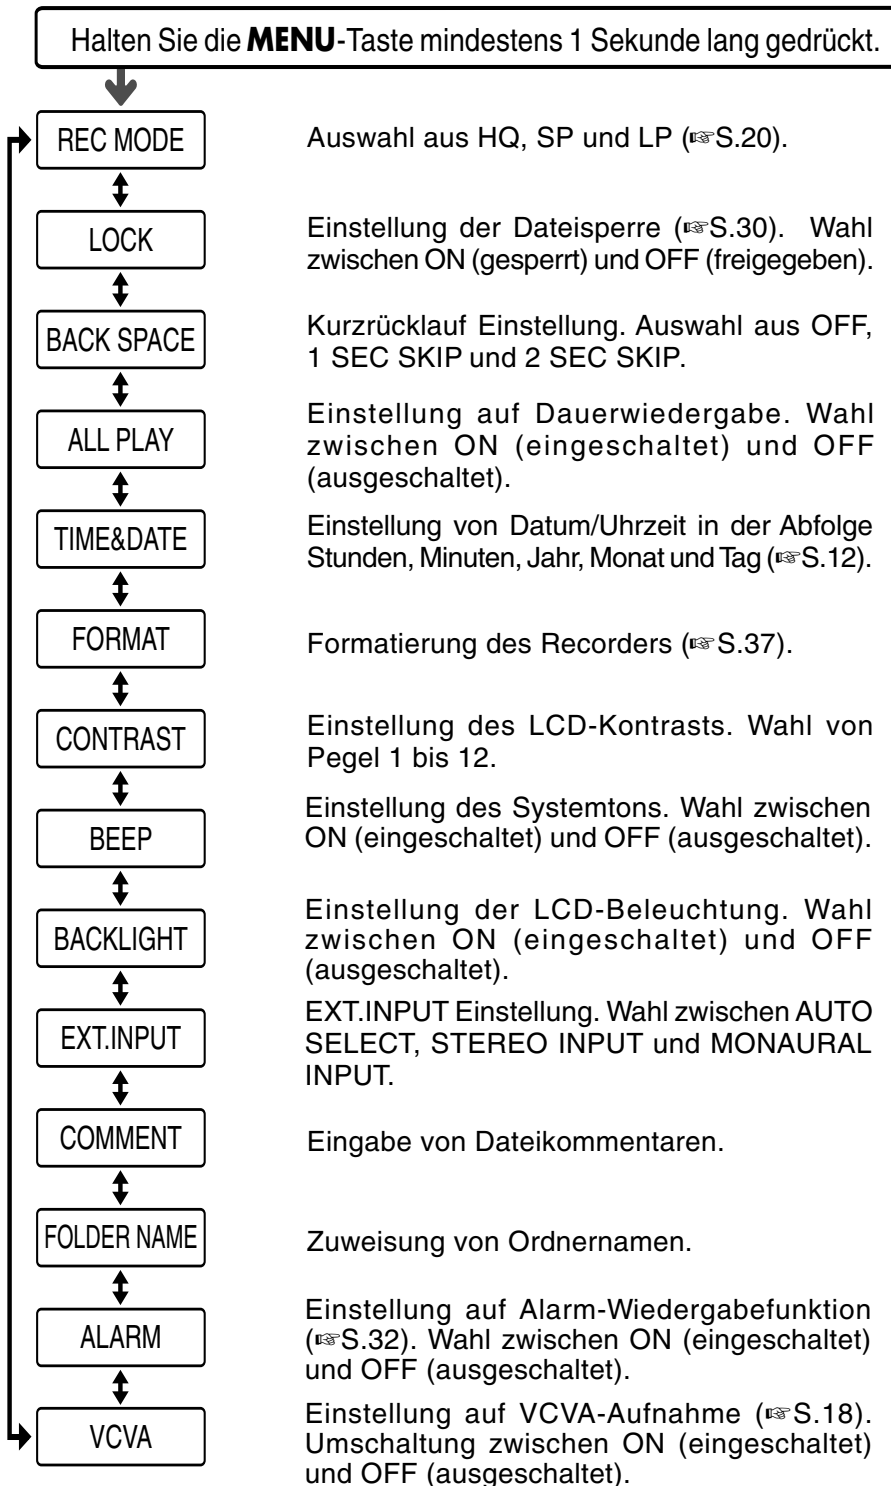 Halten Sie die MENU-Taste mindestens 1 Sekunde lang gedrückt.
REC MODE
Auswahl aus HQ, SP und LP (☞S.20).
LOCK
Einstellung der Dateisperre (☞S.30). Wahl
zwischen ON (gesperrt) und OFF (freigegeben).
BACK SPACE
Kurzrücklauf Einstellung. Auswahl aus OFF,
1 SEC SKIP und 2 SEC SKIP.
ALL PLAY
Einstellung auf Dauerwiedergabe. Wahl
zwischen ON (eingeschaltet) und OFF
(ausgeschaltet).
TIME&DATE
Einstellung von Datum/Uhrzeit in der Abfolge
Stunden, Minuten, Jahr, Monat und Tag (☞S.12).
FORMAT
Formatierung des Recorders (☞S.37).
CONTRAST
Einstellung des LCD-Kontrasts. Wahl von
Pegel 1 bis 12.
BEEP
Einstellung des Systemtons. Wahl zwischen
ON (eingeschaltet) und OFF (ausgeschaltet).
BACKLIGHT
Einstellung der LCD-Beleuchtung. Wahl
zwischen ON (eingeschaltet) und OFF
(ausgeschaltet).
EXT.INPUT
EXT.INPUT Einstellung. Wahl zwischen AUTO
SELECT, STEREO INPUT und MONAURAL
INPUT.
COMMENT
Eingabe von Dateikommentaren.
FOLDER NAME
Zuweisung von Ordnernamen.
ALARM
Einstellung auf Alarm-Wiedergabefunktion
(☞S.32). Wahl zwischen ON (eingeschaltet)
und OFF (ausgeschaltet).
VCVA
Einstellung auf VCVA-Aufnahme (☞S.18).
Umschaltung zwischen ON (eingeschaltet)
und OFF (ausgeschaltet).